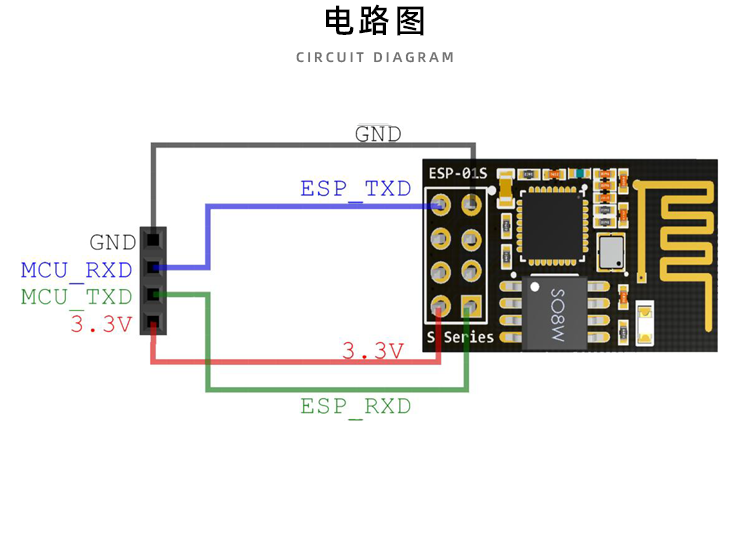 电路图
CIRCUIT DIAGRAM
GND
ESP_TXD
ESP-01S
GND
MCU_RXD
MCU_TXD
3.3V
SO8W
3.3V
S Series
ESP_RXD